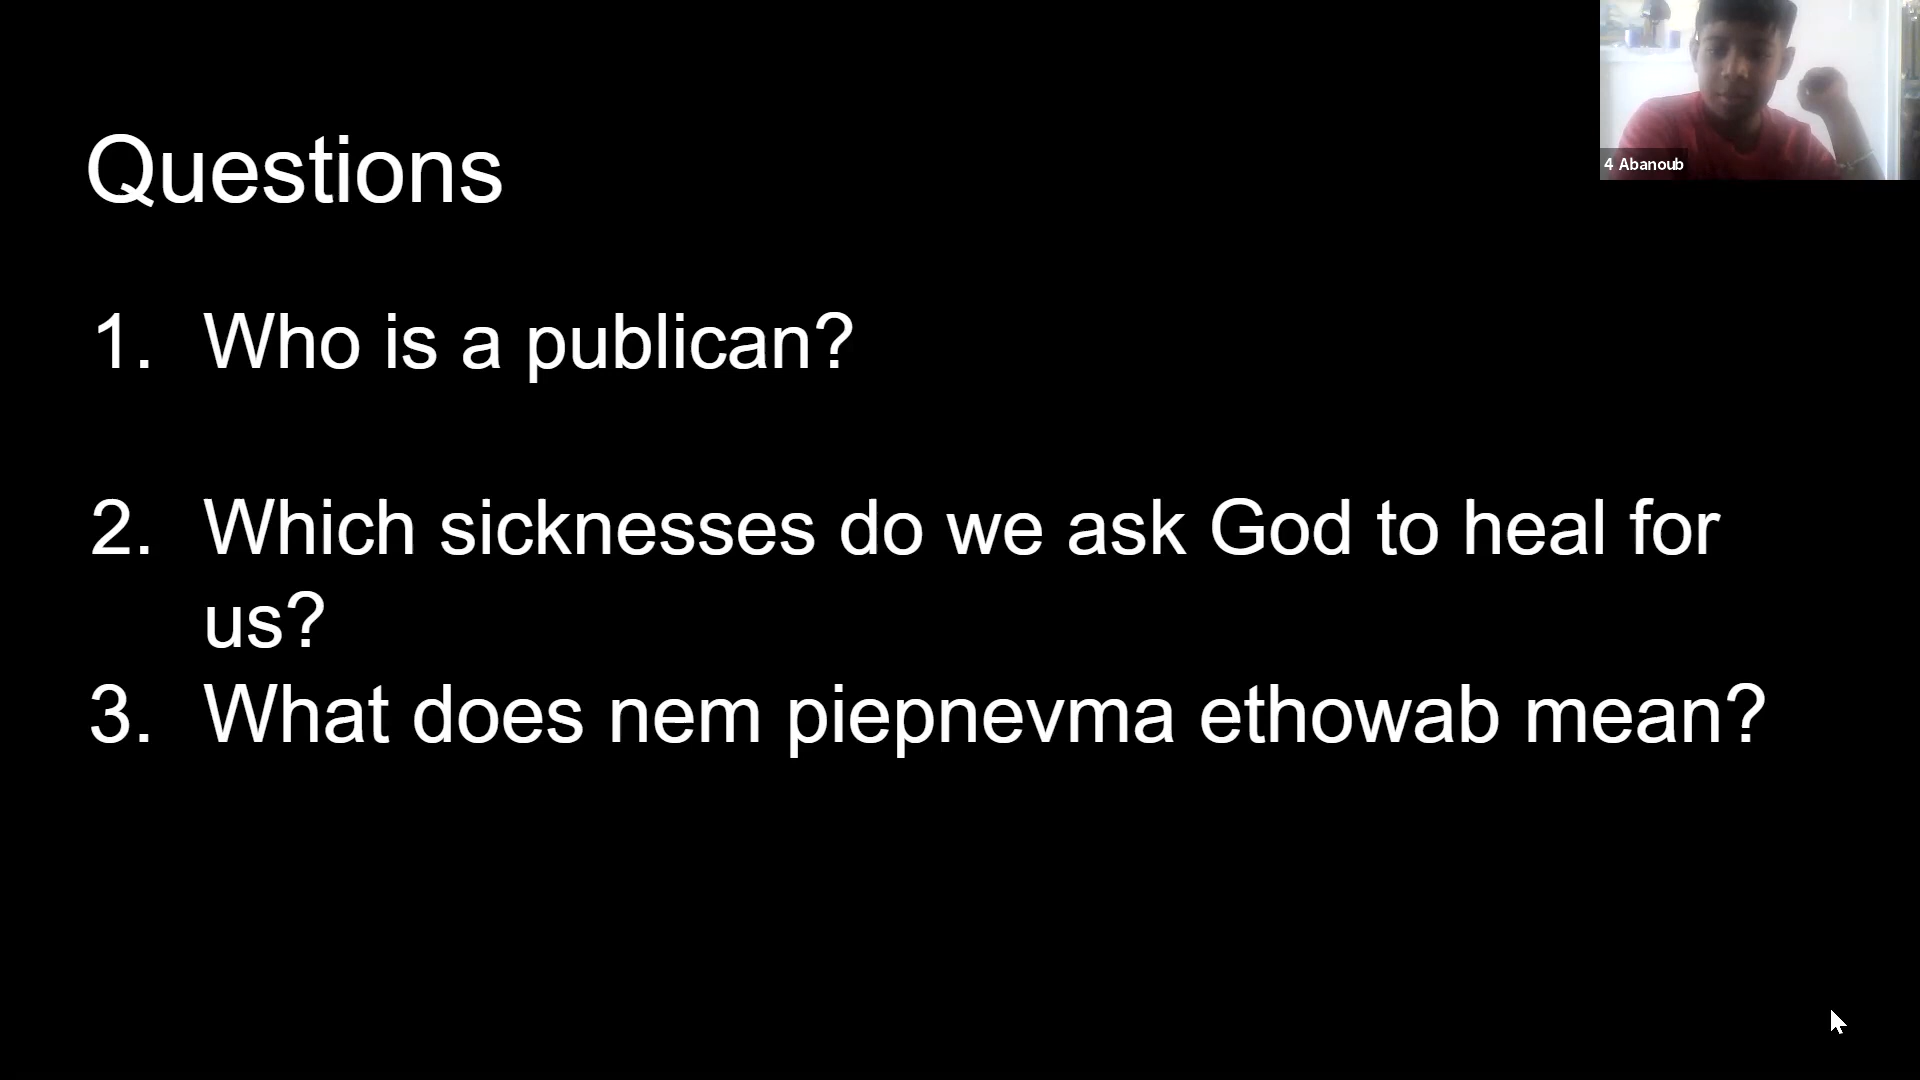 4 Abanoub
Questions
1. Who is a publican?
2. Which sicknesses do we ask God to heal for
us?
3. What does nem piepnevma ethowab mean?